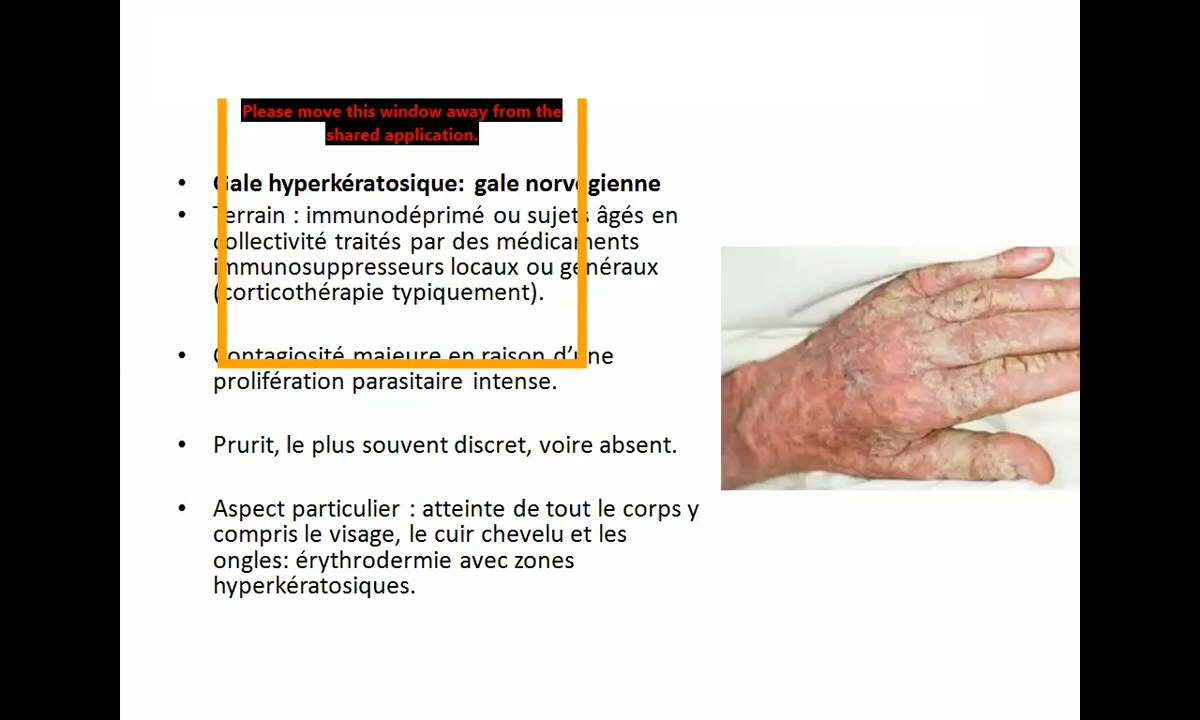 Please move this window away from the
shared application.
• Gale hyperkératosique: gale norvégienne
• Terrain : immunodéprimé ou sujets âgés en
collectivité traités par des médicaments
immunosuppresseurs locaux ou généraux
(corticothérapie typiquement).
• Contagiosité majeure en raison d'une
prolifération parasitaire intense.
• Prurit, le plus souvent discret, voire absent.
• Aspect particulier : atteinte de tout le corps y
compris le visage, le cuir chevelu et les
ongles: érythrodermie avec zones
hyperkératosiques.